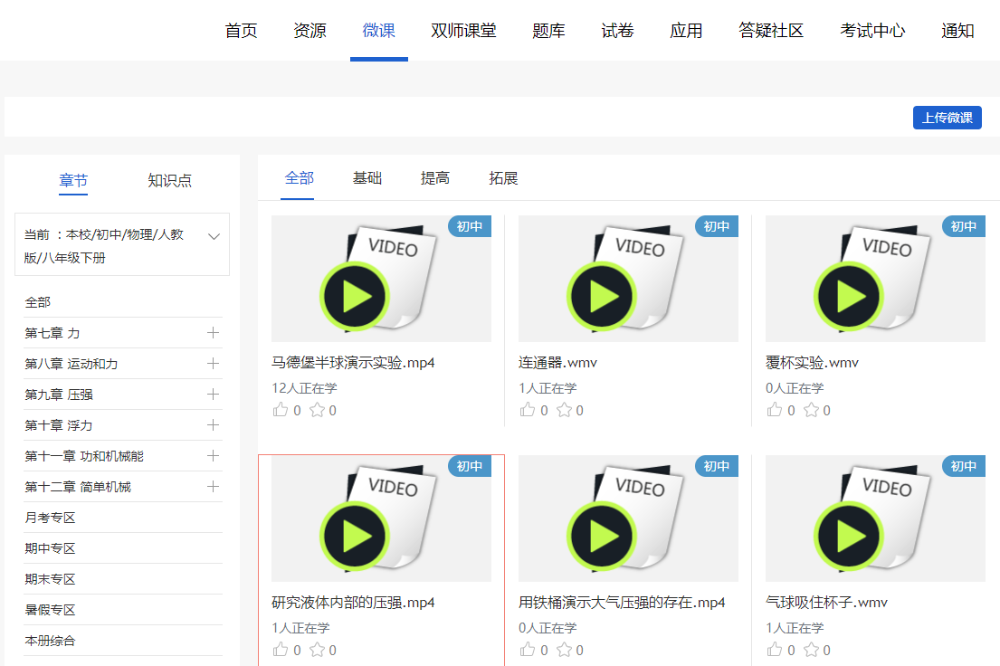 首页 资源 微课 双师课堂 题库 试卷 应用 答疑社区 考试中心 通知
上传微课
章节 知识点
当前 ：本校/初中/物理/人教
版/八年级下册
全部
第七章 力
第八章 运动和力
第九章 压强
第十章 浮力
第十一章 功和机械能
第十二章 简单机械
月考专区
期中专区
期末专区
暑假专区
本册综合
全部 基础 提高 拓展
初中 初中 初中
VIDEO VIDEO VIDEO
马德堡半球演示实验.mp4 连通器.wmv 覆杯实验.wmv
12人正在学 1人正在学 0人正在学
0 0 0 0 0 0
初中 初中 初中
VIDEO VIDEO VIDEO
研究液体内部的压强.mp4 用铁桶演示大气压强的存在.mp4 气球吸住杯子.wmv
1人正在学 0人正在学 1人正在学
0 0 0 0 0 0